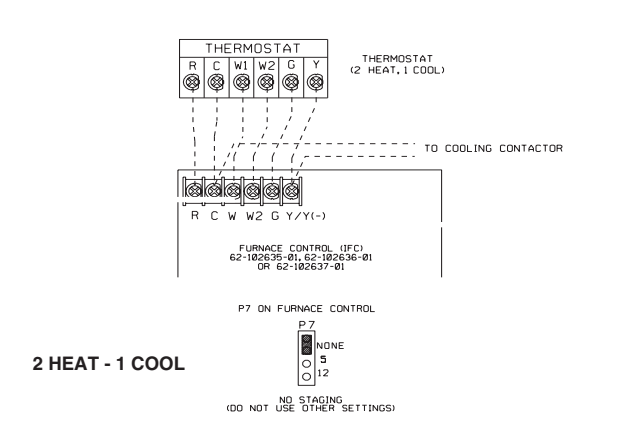 THERMOSTAT
R C W1 W2 G Y
THERMOSTAT
(2 HEAT, 1 COOL)
TO COOLING CONTACTOR
R C W W2 G Y/Y(-)
FURNACE CONTROL (IFC)
62-102635-01, 62-102636-01
OR 62-102637-01
P7 ON FURNACE CONTROL
P7
NONE
5
12
2 HEAT - 1 COOL
NO STAGING
(DO NOT USE OTHER SETTINGS)